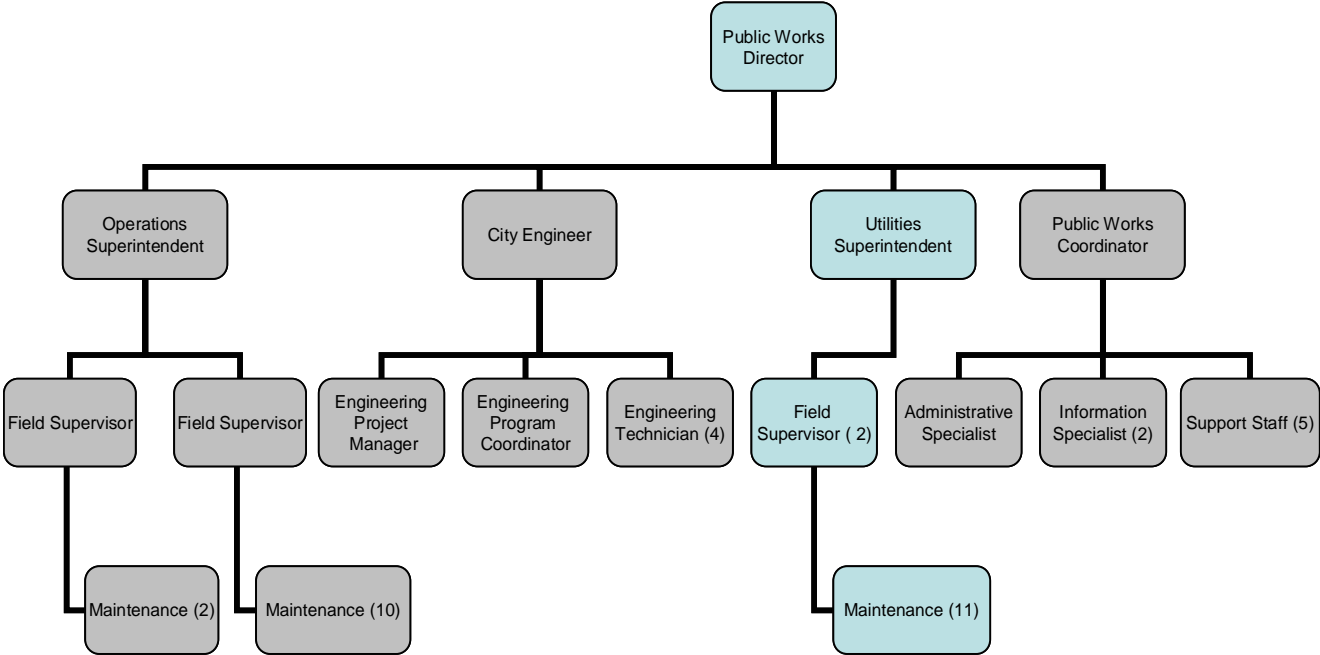 Public Works
Director
Operations
Superintendent
City Engineer
Utilities
Superintendent
Public Works
Coordinator
Field Supervisor
Field Supervisor
Engineering
Project
Manager
Engineering
Program
Coordinator
Engineering
Technician (4)
Field
Supervisor ( 2)
Administrative
Specialist
Information
Specialist (2)
Support Staff (5)
Maintenance (2)
Maintenance (10)
Maintenance (11)